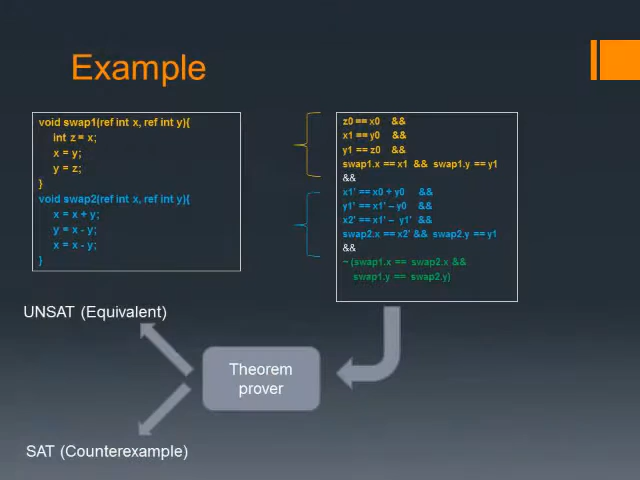 Example
void swap1(ref int x, ref int y){
int z = x;
x = y;
y = z;
}
void swap2(ref int x, ref int y){
x = x + y;
y = x - y;
x = x - y;
}
z0 == x0 &&
x1 == y0 &&
y1 == z0 &&
swap1.x == x1 && swap1.y == y1
&&
x1' == x0 + y0 &&
y1' == x1' – y0 &&
x2' == x1' – y1' &&
swap2.x == x2' && swap2.y == y1
&&
~ (swap1.x == swap2.x &&
swap1.y == swap2.y)
UNSAT (Equivalent)
Theorem
prover
SAT (Counterexample)